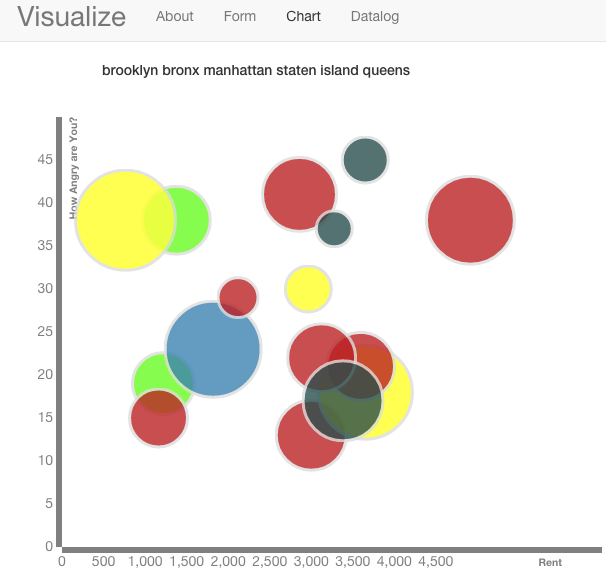 Visualize About Form Chart Datalog
brooklyn bronx manhattan staten island queens
How Angry are You?
45
40
35
30
25
20
15
10
5
0
0 500 1,000 1,500 2,000 2,500 3,000 3,500 4,000 4,500 Rent